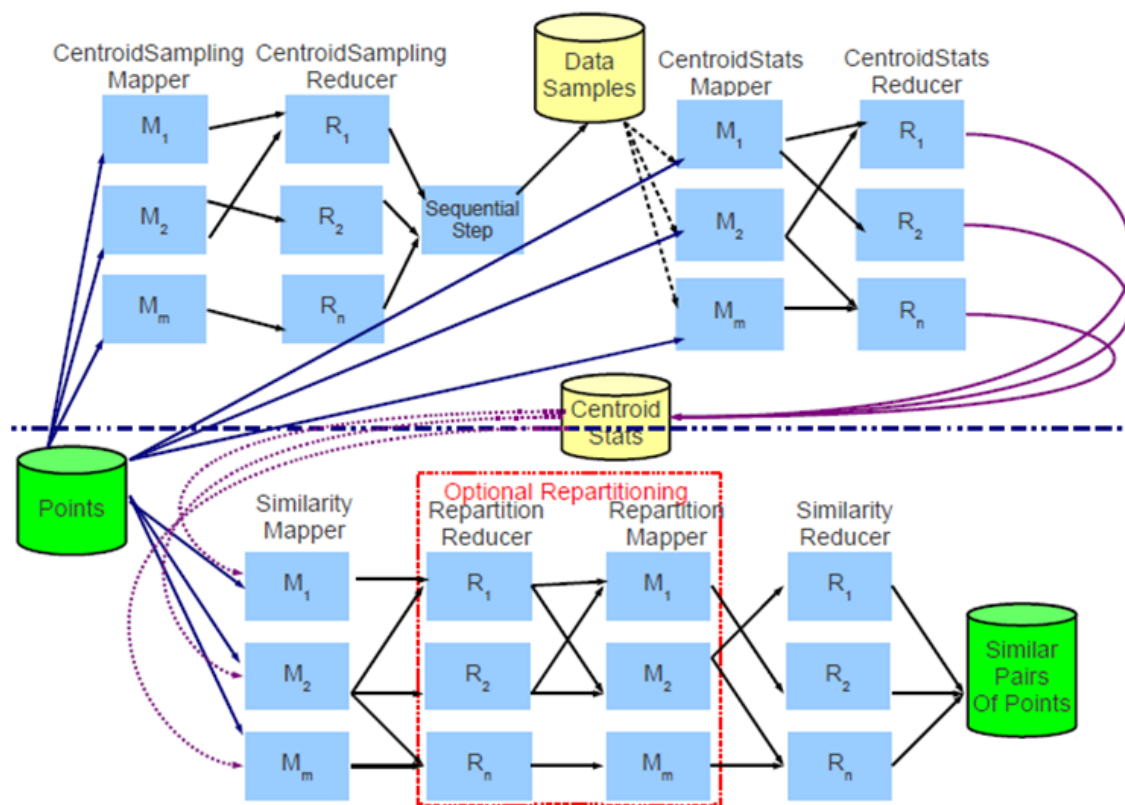 CentroidSampling
Mapper
CentroidSampling
Reducer
Data
Samples
CentroidStats
Mapper
CentroidStats
Reducer
M1
R1
M1
R1
M2
R2
Sequential
Step
M2
R2
Mm
Rn
Mm
Rn
Centroid
Stats
Points
Optional Repartitioning
Similarity
Mapper
Repartition
Reducer
Repartition
Mapper
Similarity
Reducer
M1
R1
M1
R1
M2
R2
M2
R2
Similar
Pairs
Of Points
Mm
Rn
Mm
Rn